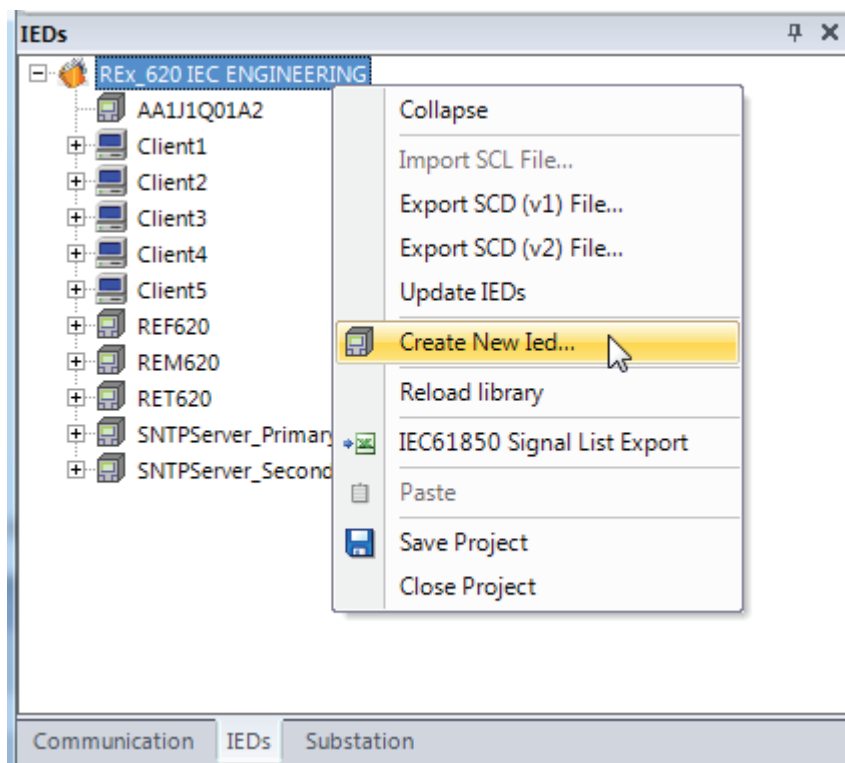 IEDs
REx_620 IEC ENGINEERING
AA1J1Q01A2
Client1
Client2
Client3
Client4
Client5
REF620
REM620
RET620
SNTPServer_Primary
SNTPServer_Second
Collapse
Import SCL File...
Export SCD (v1) File...
Export SCD (v2) File...
Update IEDs
Create New Ied...
Reload library
IEC61850 Signal List Export
Paste
Save Project
Close Project
Communication
IEDs
Substation